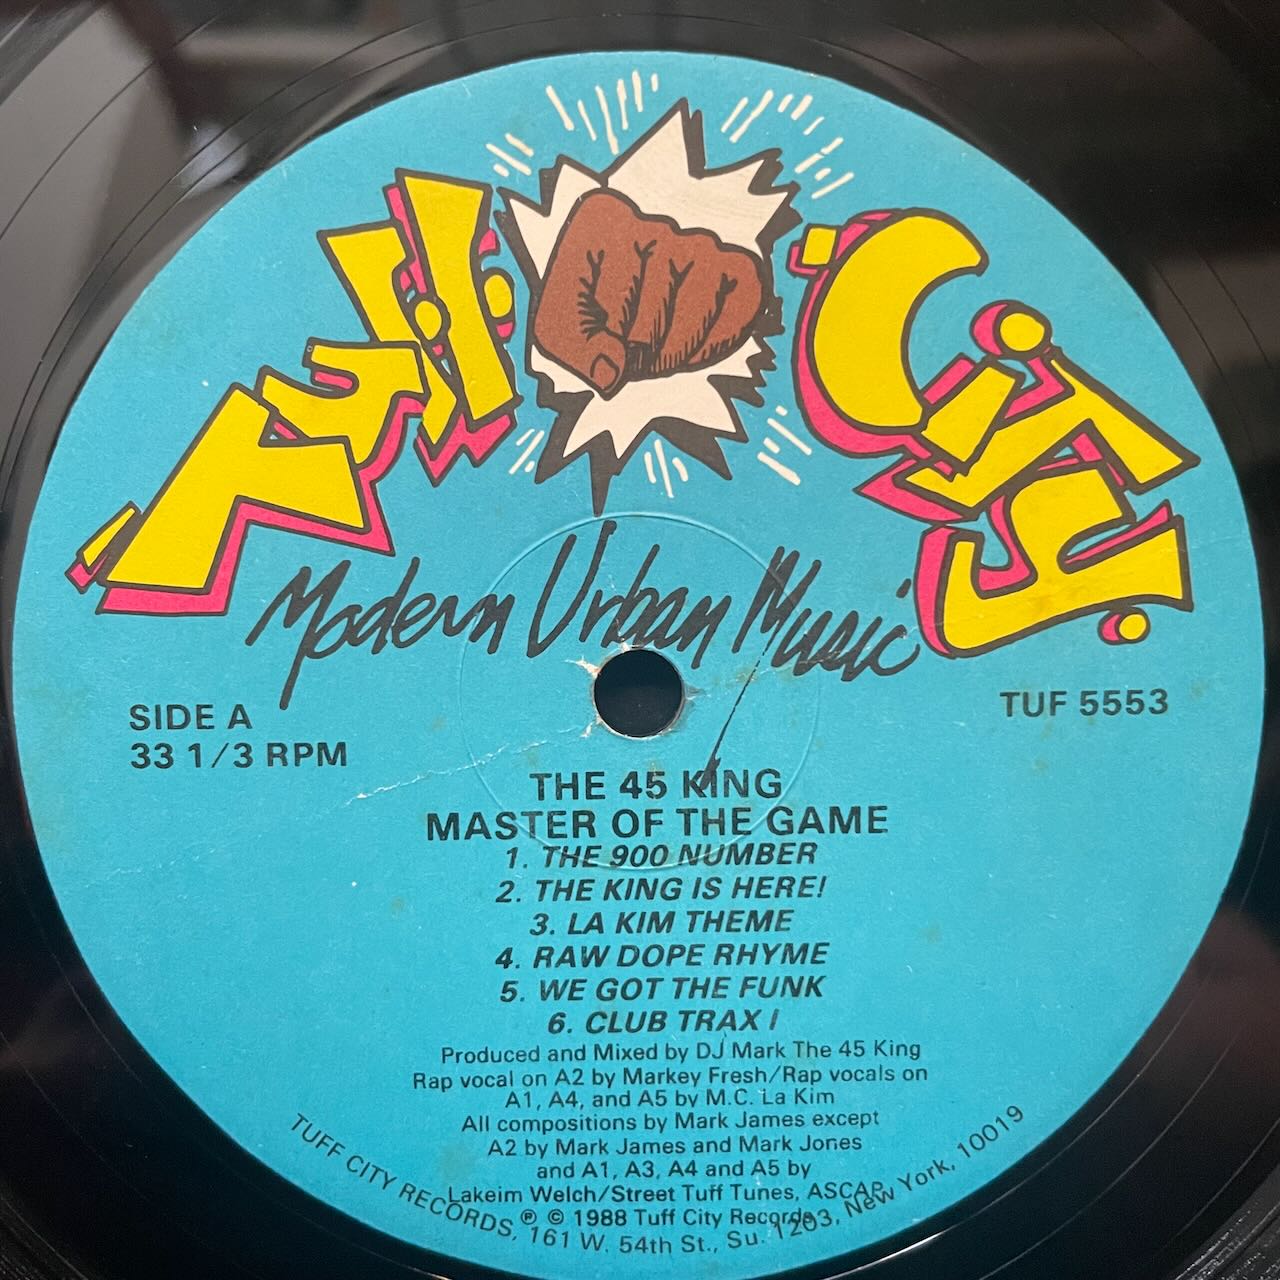 Tuff City
Modern Urban Music
SIDE A
33 1/3 RPM
TUF 5553
THE 45 KING
MASTER OF THE GAME
1. THE 900 NUMBER
2. THE KING IS HERE!
3. LA KIM THEME
4. RAW DOPE RHYME
5. WE GOT THE FUNK
6. CLUB TRAX I
Produced and Mixed by DJ Mark The 45 King
Rap vocal on A2 by Markey Fresh/Rap vocals on
A1, A4, and A5 by M.C. La Kim
All compositions by Mark James except
A2 by Mark James and Mark Jones
and A1, A3, A4 and A5 by
Lakeim Welch/Street Tuff Tunes, ASCAP
℗ © 1988 Tuff City Records
TUFF CITY RECORDS, 161 W. 54th St., Su. 1203, New York, 10019